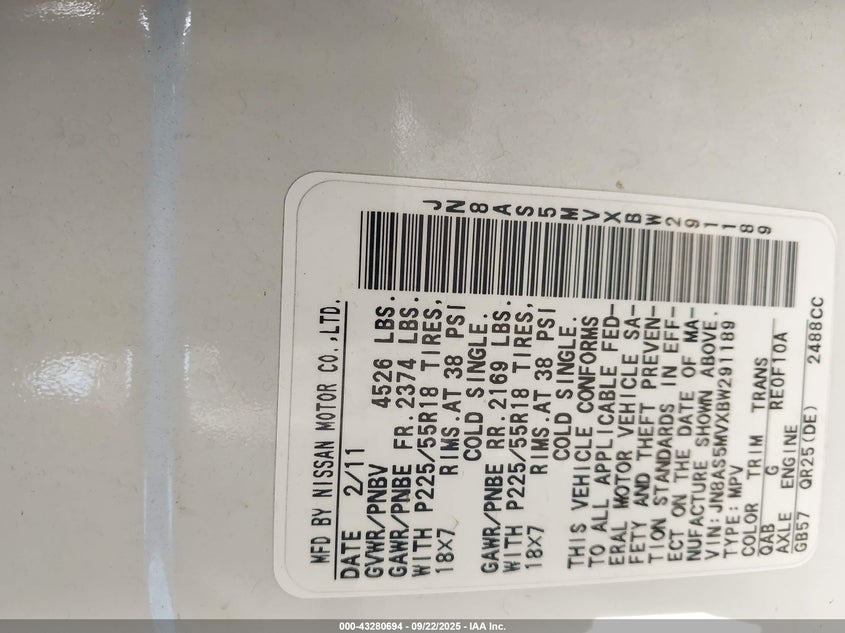 MFD BY NISSAN MOTOR CO.,LTD.
DATE 2/11
GVWR/PNBV 4526 LBS.
GAWR/PNBE FR.2374 LBS.
WITH P225/55R18 TIRES,
18X7 RIMS.AT 38 PSI
COLD SINGLE.
GAWR/PNBE RR.2169 LBS.
WITH P225/55R18 TIRES,
18X7 RIMS.AT 38 PSI
COLD SINGLE.
THIS VEHICLE CONFORMS
TO ALL APPLICABLE FED-
ERAL MOTOR VEHICLE SA-
FETY AND THEFT PREVEN-
TION STANDARDS IN EFF-
ECT ON THE DATE OF MA-
NUFACTURE SHOWN ABOVE.
VIN:JN8AS5MVXBW291189
TYPE:MPV
COLOR TRIM TRANS
QAB G RE0F10A
AXLE ENGINE
GB57 QR25(DE) 2488CC
JN8AS5MVXBW291189
000-43280694 - 09/22/2025 - IAA Inc.